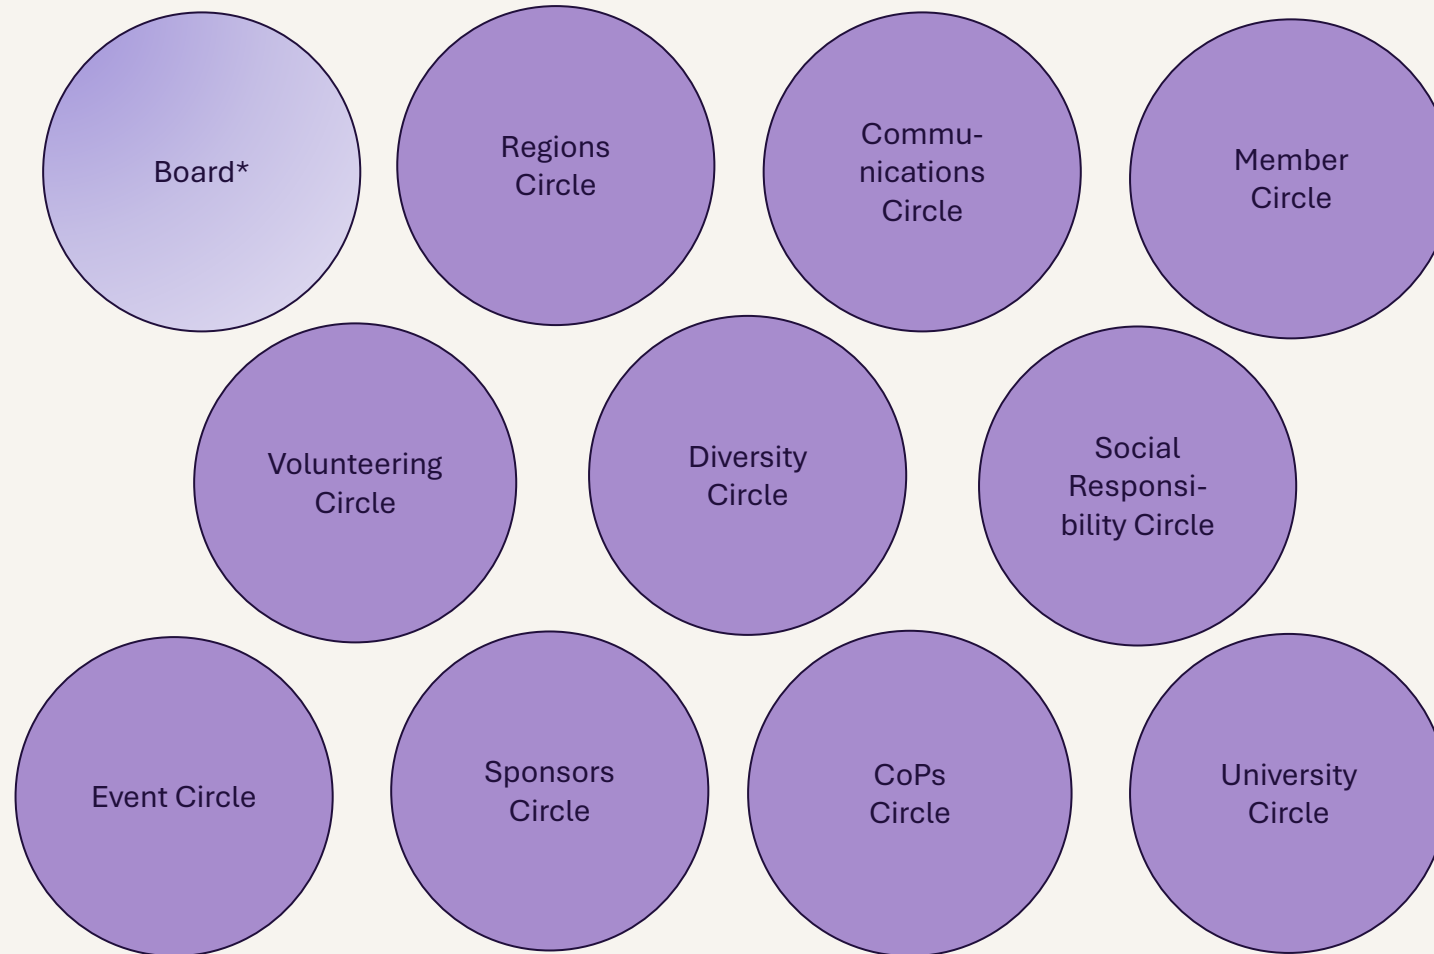 Board*
Regions
Circle
Commu-
nications
Circle
Member
Circle
Volunteering
Circle
Diversity
Circle
Social
Responsi-
bility Circle
Event Circle
Sponsors
Circle
CoPs
Circle
University
Circle